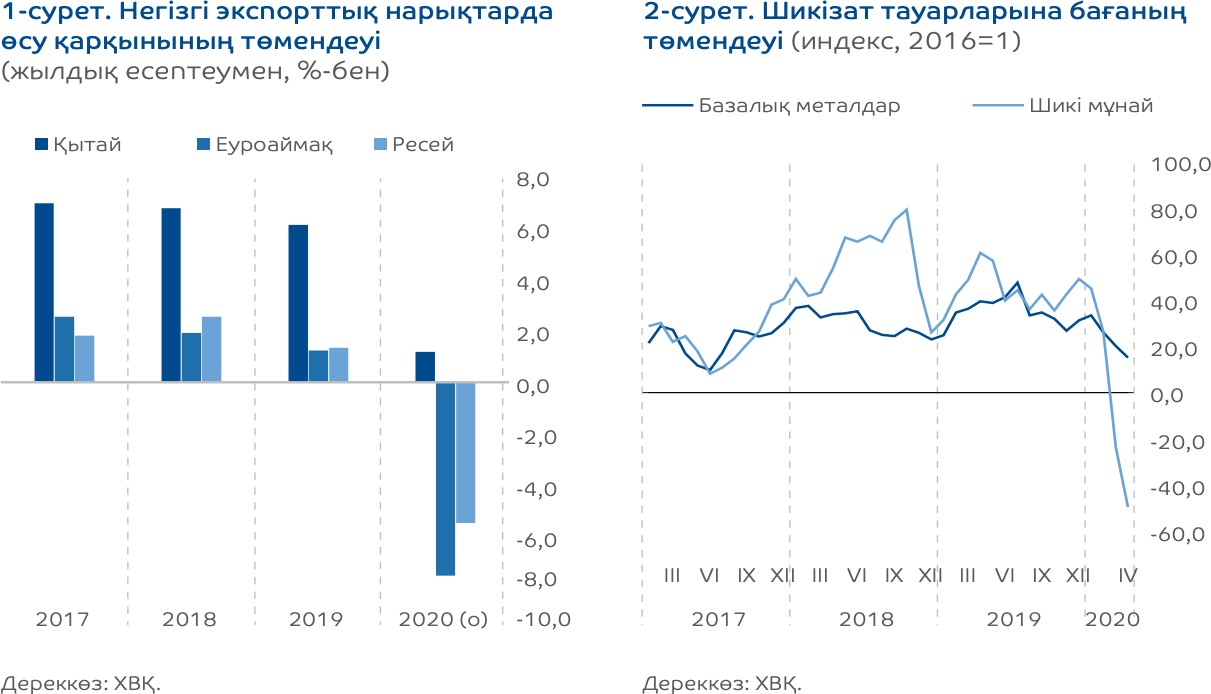 1-сурет. Негізгі экспорттық нарықтарда
өсу қарқынының төмендеуі
(жылдық есептеумен, %-бен)
Қытай
Еуроаймақ
Ресей
8,0
6,0
4,0
2,0
0,0
-2,0
-4,0
-6,0
-8,0
-10,0
2017
2018
2019
2020 (о)
Дереккөз: ХВҚ.
2-сурет. Шикізат тауарларына бағаның
төмендеуі (индекс, 2016=1)
Базалық металдар
Шикі мұнай
100,0
80,0
60,0
40,0
20,0
0,0
-20,0
-40,0
-60,0
III VI IX XII III VI IX XII III VI IX XII IV
2017
2018
2019
2020
Дереккөз: ХВҚ.